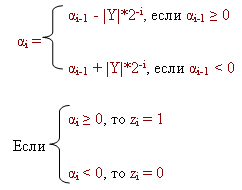 αi-1 - |Y|*2-i, если αi-1 ≥ 0
αi =
αi-1 + |Y|*2-i, если αi-1 < 0
αi ≥ 0, то zi = 1
Если
αi < 0, то zi = 0